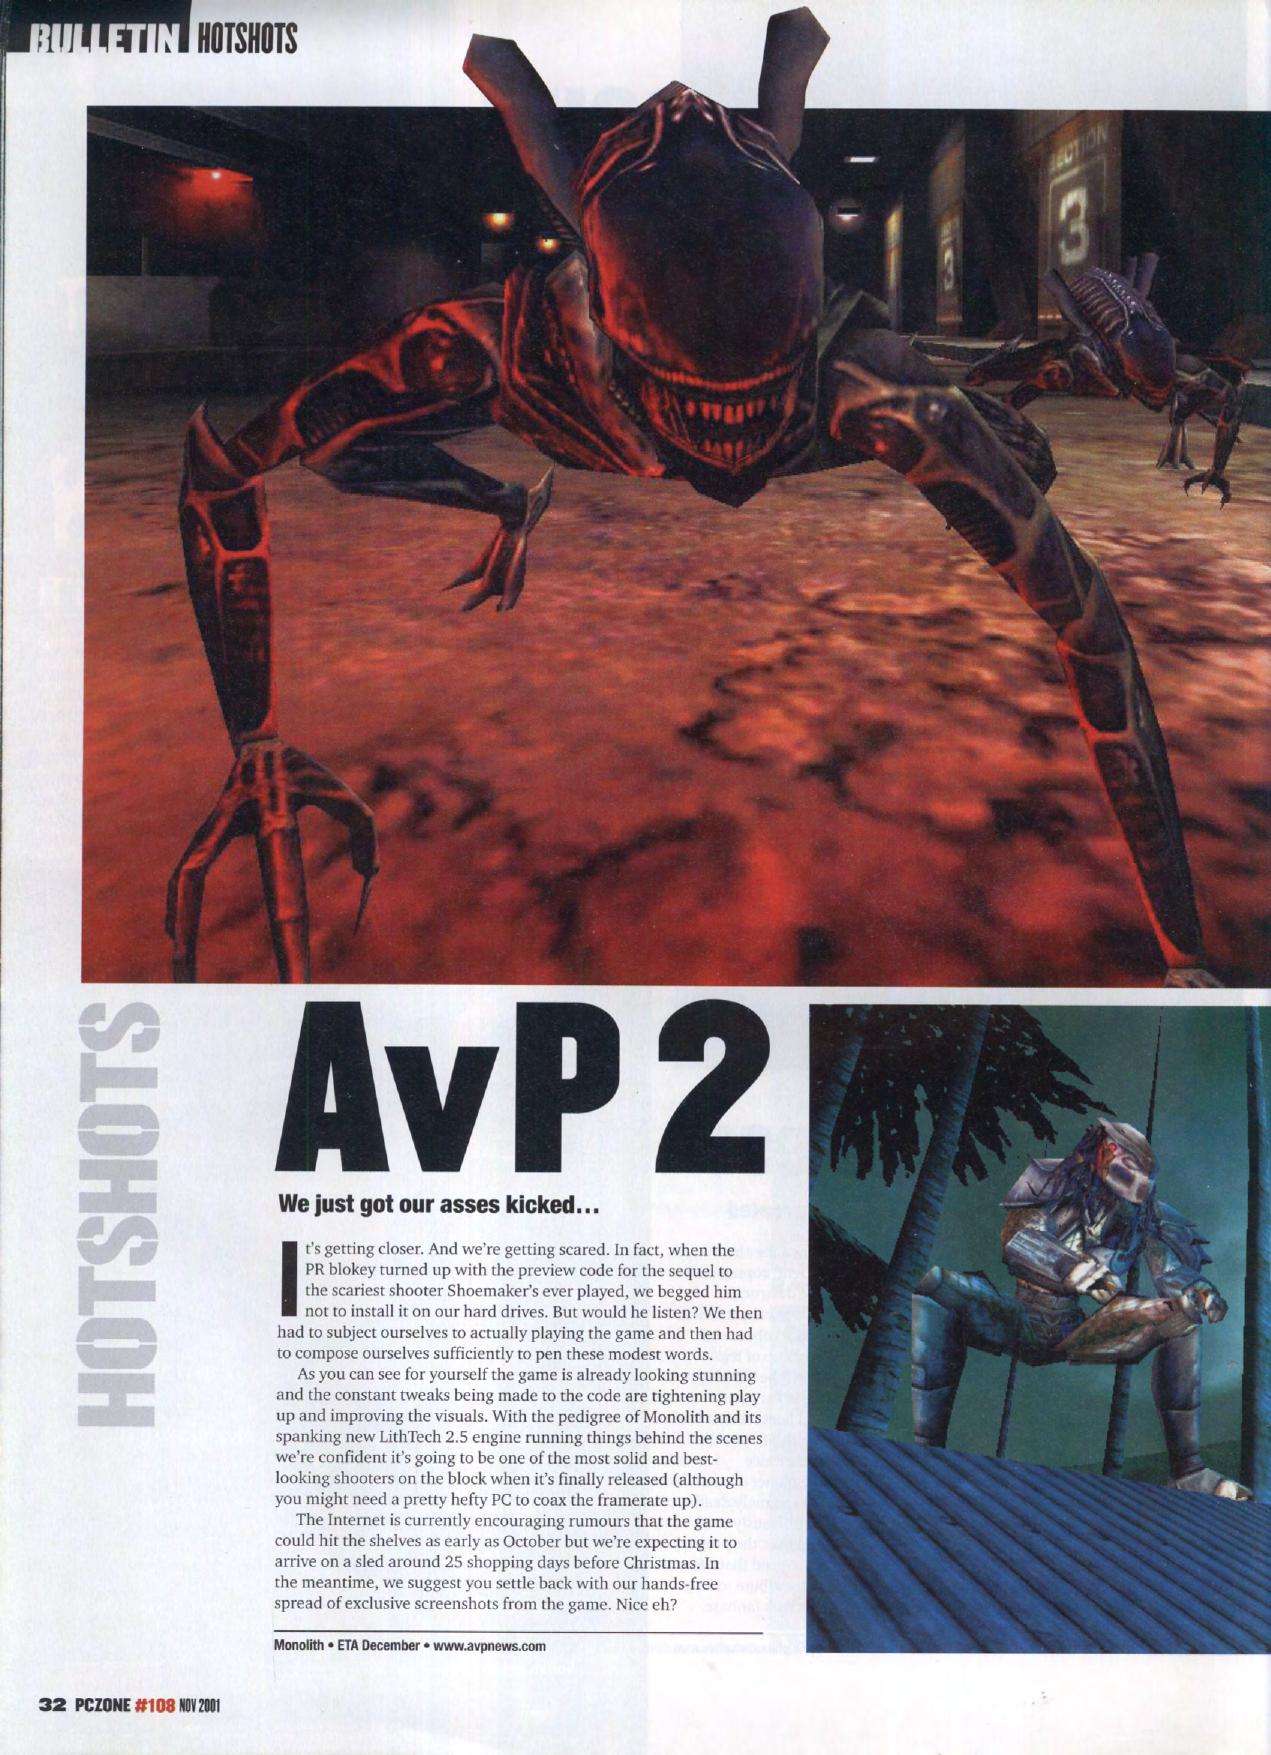 BULLETIN HOTSHOTS
SECTION
3
3
HOTSHOTS
AvP 2
We just got our asses kicked...
It's getting closer. And we're getting scared. In fact, when the
PR blokey turned up with the preview code for the sequel to
the scariest shooter Shoemaker's ever played, we begged him
not to install it on our hard drives. But would he listen? We then
had to subject ourselves to actually playing the game and then had
to compose ourselves sufficiently to pen these modest words.
As you can see for yourself the game is already looking stunning
and the constant tweaks being made to the code are tightening play
up and improving the visuals. With the pedigree of Monolith and its
spanking new LithTech 2.5 engine running things behind the scenes
we're confident it's going to be one of the most solid and best-
looking shooters on the block when it's finally released (although
you might need a pretty hefty PC to coax the framerate up).
The Internet is currently encouraging rumours that the game
could hit the shelves as early as October but we're expecting it to
arrive on a sled around 25 shopping days before Christmas. In
the meantime, we suggest you settle back with our hands-free
spread of exclusive screenshots from the game. Nice eh?
Monolith • ETA December • www.avpnews.com
32 PCZONE #108 NOV 2001